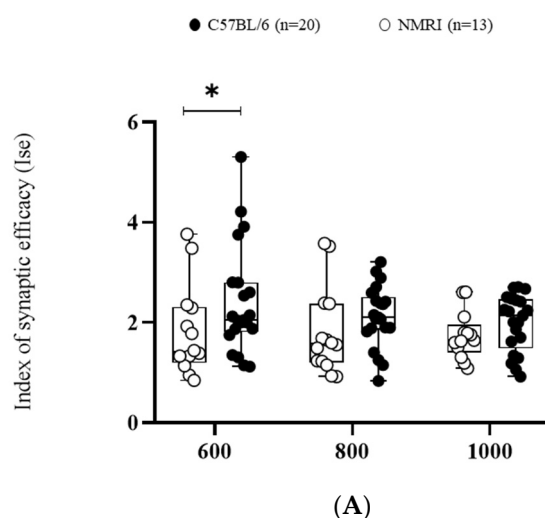 C57BL/6 (n=20) NMRI (n=13)
*
Index of synaptic efficacy (Ise)
6
4
2
0
600 800 1000
(A)